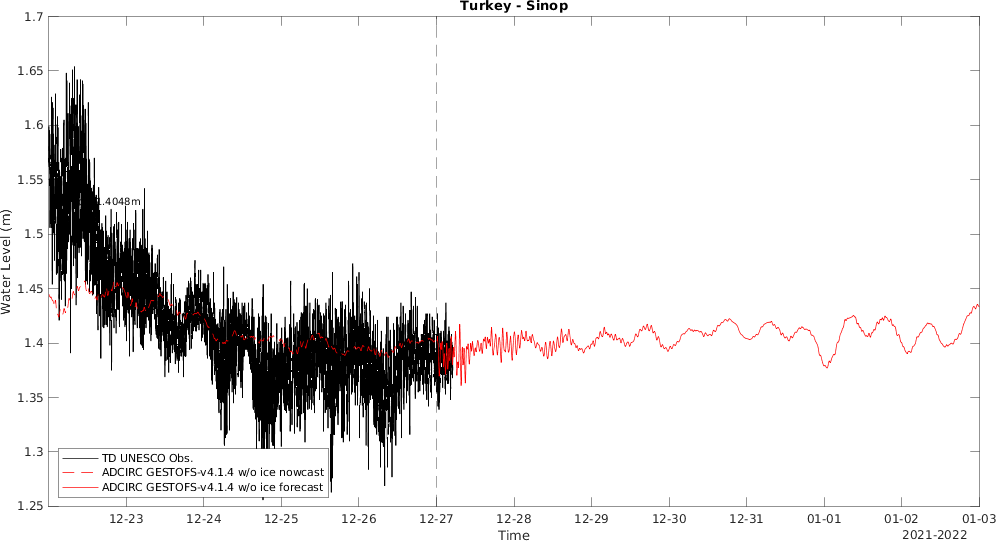 Turkey - Sinop
1.7
1.65
1.6
1.55
1.5
1.45
1.4
1.35
1.3
1.25
Water Level (m)
1.4048m
TD UNESCO Obs.
ADCIRC GESTOFS-v4.1.4 w/o ice nowcast
ADCIRC GESTOFS-v4.1.4 w/o ice forecast
12-23 12-24 12-25 12-26 12-27 12-28 12-29 12-30 12-31 01-01 01-02 01-03
Time
2021-2022